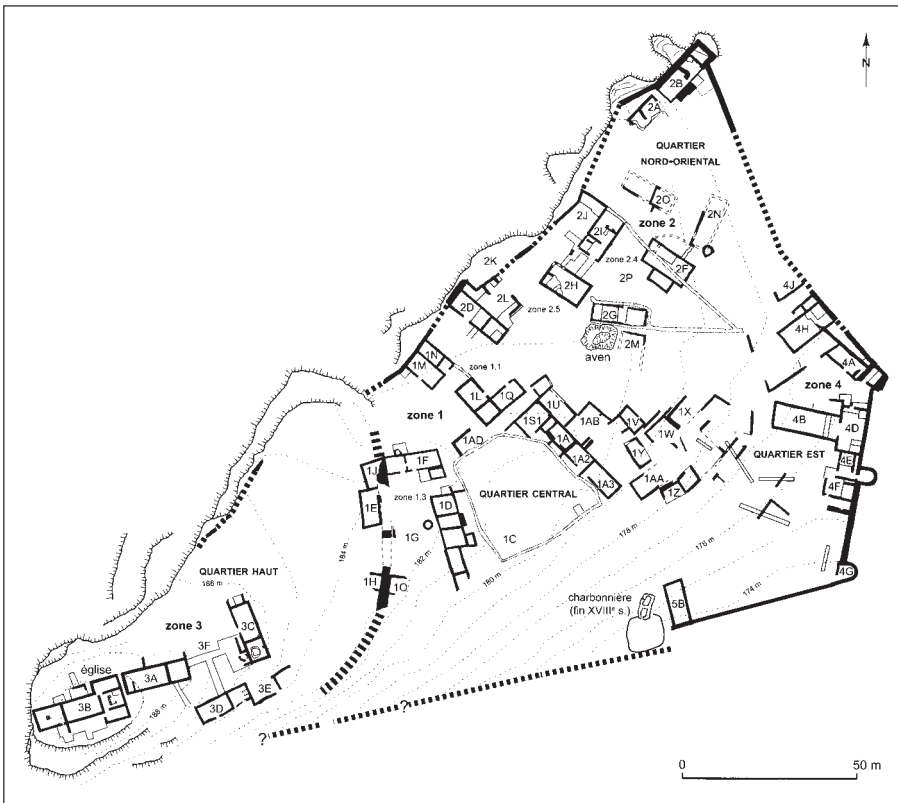 N
2B
2A
QUARTIER
NORD-ORIENTAL
2O
2N
2J
zone 2
2I
zone 2.4
2F
2K
2H
2P
4J
2L
2D
zone 2.5
2G
4H
aven
2M
1N
zone 1.1
4A
1M
zone 4
1L
1Q
1U
zone 1
1S1
1AB
1X
1V
4B
4D
1AD
1A
1W
1F
1A2
1Y
QUARTIER EST
4E
1J
zone 1.3
QUARTIER CENTRAL
1A3
1AA
1Z
4F
1E
1D
184 m
1G
182 m
1C
178 m
176 m
QUARTIER HAUT
180 m
186 m
1H
1O
4G
charbonnière
(fin XVIIIe s.)
5B
174 m
zone 3
3C
3F
église
3A
3E
3B
188 m
3D
?
?
0
50 m